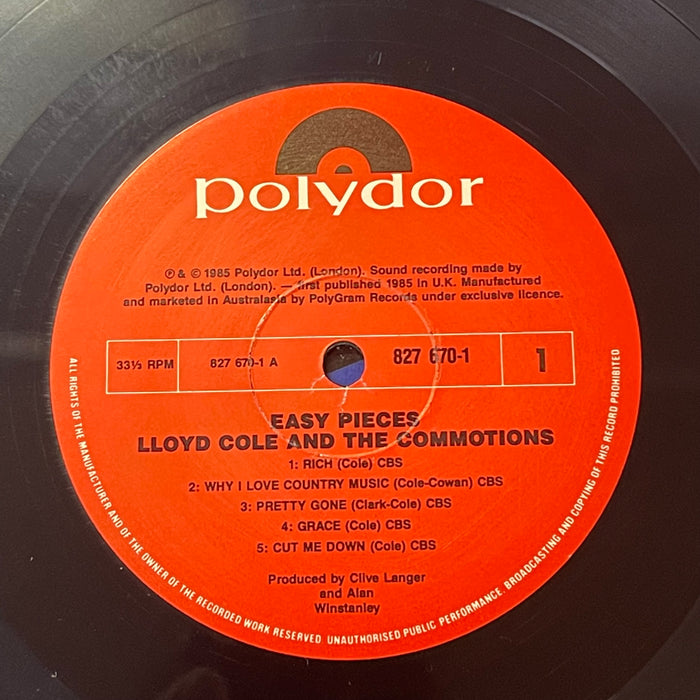 polydor
℗ & © 1985 Polydor Ltd. (London). Sound recording made by
Polydor Ltd. (London). — first published 1985 in U.K. Manufactured
and marketed in Australasia by PolyGram Records under exclusive licence.
33⅓ RPM 827 670-1 A 827 670-1 1
EASY PIECES
LLOYD COLE AND THE COMMOTIONS
1: RICH (Cole) CBS
2: WHY I LOVE COUNTRY MUSIC (Cole-Cowan) CBS
3: PRETTY GONE (Clark-Cole) CBS
4: GRACE (Cole) CBS
5: CUT ME DOWN (Cole) CBS
Produced by Clive Langer
and Alan
Winstanley
ALL RIGHTS OF THE MANUFACTURER AND OF THE OWNER OF THE RECORDED WORK RESERVED. UNAUTHORISED PUBLIC PERFORMANCE. BROADCASTING AND COPYING OF THIS RECORD PROHIBITED